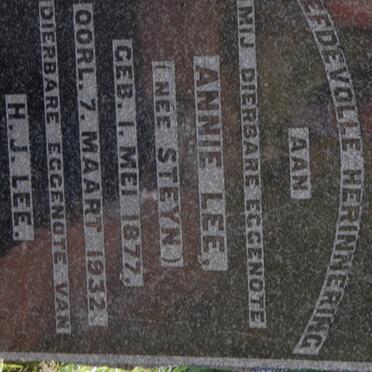 EFDEVOLLE HERINNERING
AAN
MIJ DIERBARE EGGENOTE
ANNIE LEE,
(NÉE STEYN)
GEB. 1. MEI 1877,
OORL. 7. MAART 1932.
DIERBARE EGGENOTE VAN
H.J. LEE.